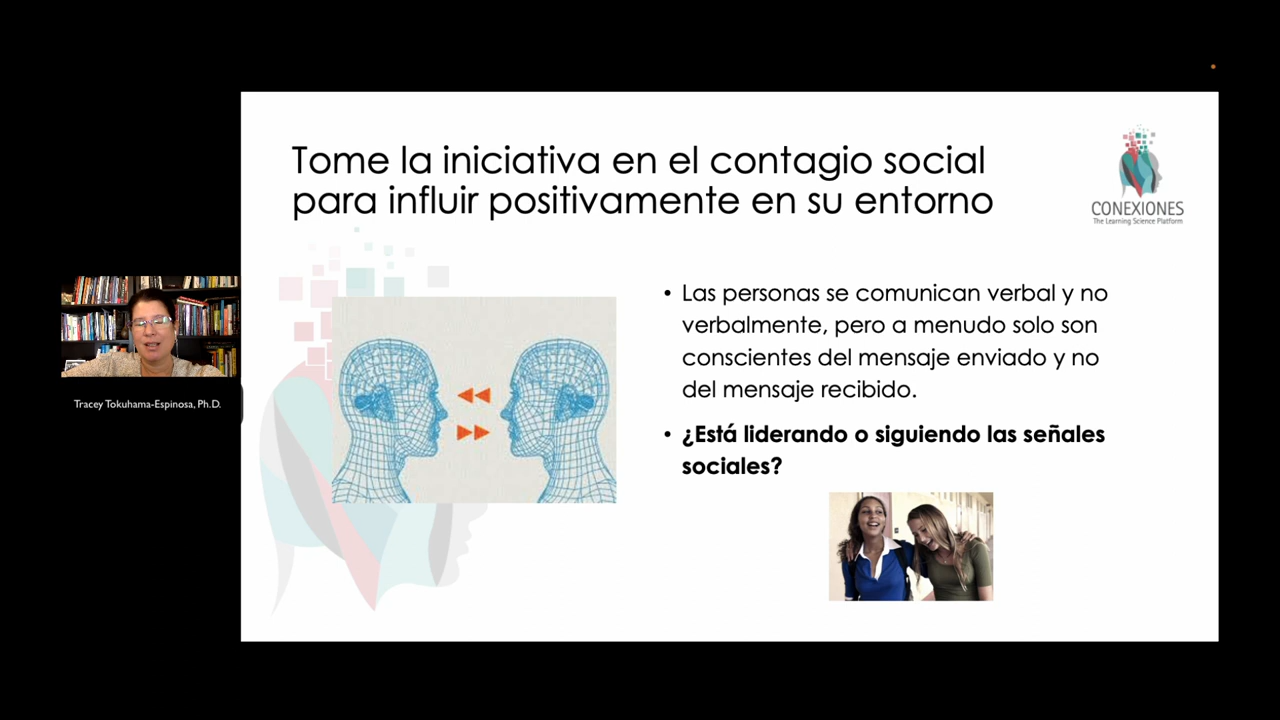 Tome la iniciativa en el contagio social
para influir positivamente en su entorno
CONEXIONES
The Learning Science Platform
• Las personas se comunican verbal y no
verbalmente, pero a menudo solo son
conscientes del mensaje enviado y no
del mensaje recibido.
• ¿Está liderando o siguiendo las señales
sociales?
Tracey Tokuhama-Espinosa, Ph.D.